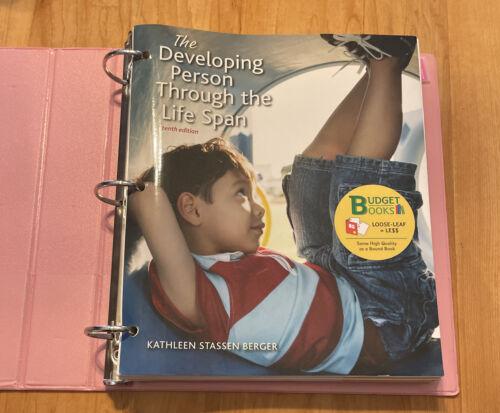 The
Developing
Person
Through the
Life Span
tenth edition
BUDGET
BOOKS
LOOSE-LEAF
= LE$$
Same High Quality
as a Bound Book
KATHLEEN STASSEN BERGER